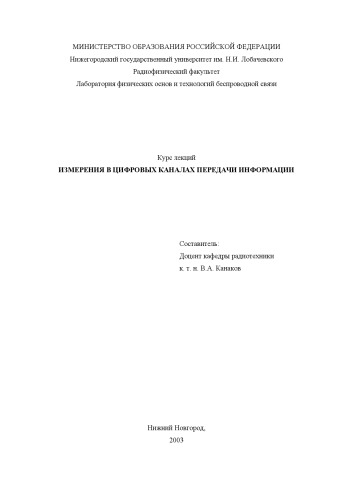 МИНИСТЕРСТВО ОБРАЗОВАНИЯ РОССИЙСКОЙ ФЕДЕРАЦИИ
Нижегородский государственный университет им. Н.И. Лобачевского
Радиофизический факультет
Лаборатория физических основ и технологий беспроводной связи
Курс лекций
ИЗМЕРЕНИЯ В ЦИФРОВЫХ КАНАЛАХ ПЕРЕДАЧИ ИНФОРМАЦИИ
Составитель:
Доцент кафедры радиотехники
к. т. н. В.А. Канаков
Нижний Новгород,
2003